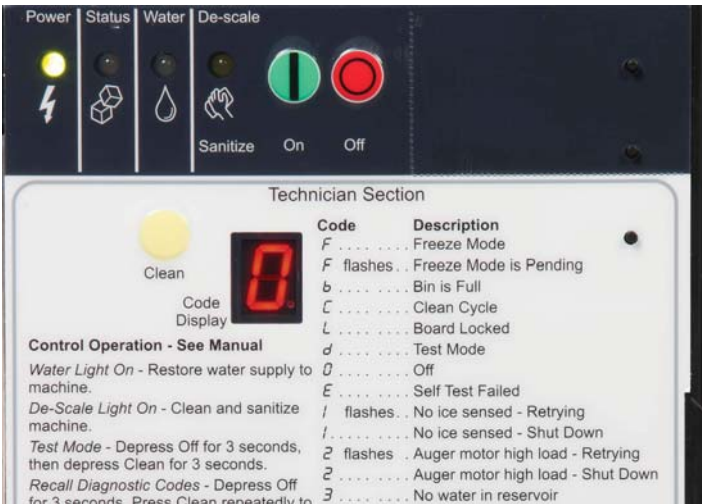 Power Status Water De-scale
Sanitize On Off
Technician Section
Clean
Code Display
0
Control Operation - See Manual
Water Light On - Restore water supply to
machine.
De-Scale Light On - Clean and sanitize
machine.
Test Mode - Depress Off for 3 seconds,
then depress Clean for 3 seconds.
Recall Diagnostic Codes - Depress Off
for 3 seconds. Press Clean repeatedly to
Code Description
F . . . . . . . . Freeze Mode
F flashes . . Freeze Mode is Pending
b . . . . . . . . Bin is Full
C . . . . . . . . Clean Cycle
L . . . . . . . . Board Locked
d . . . . . . . . Test Mode
0 . . . . . . . . Off
E . . . . . . . . Self Test Failed
1 flashes . . No ice sensed - Retrying
1 . . . . . . . . No ice sensed - Shut Down
2 flashes . Auger motor high load - Retrying
2 . . . . . . . . Auger motor high load - Shut Down
3 . . . . . . . . No water in reservoir